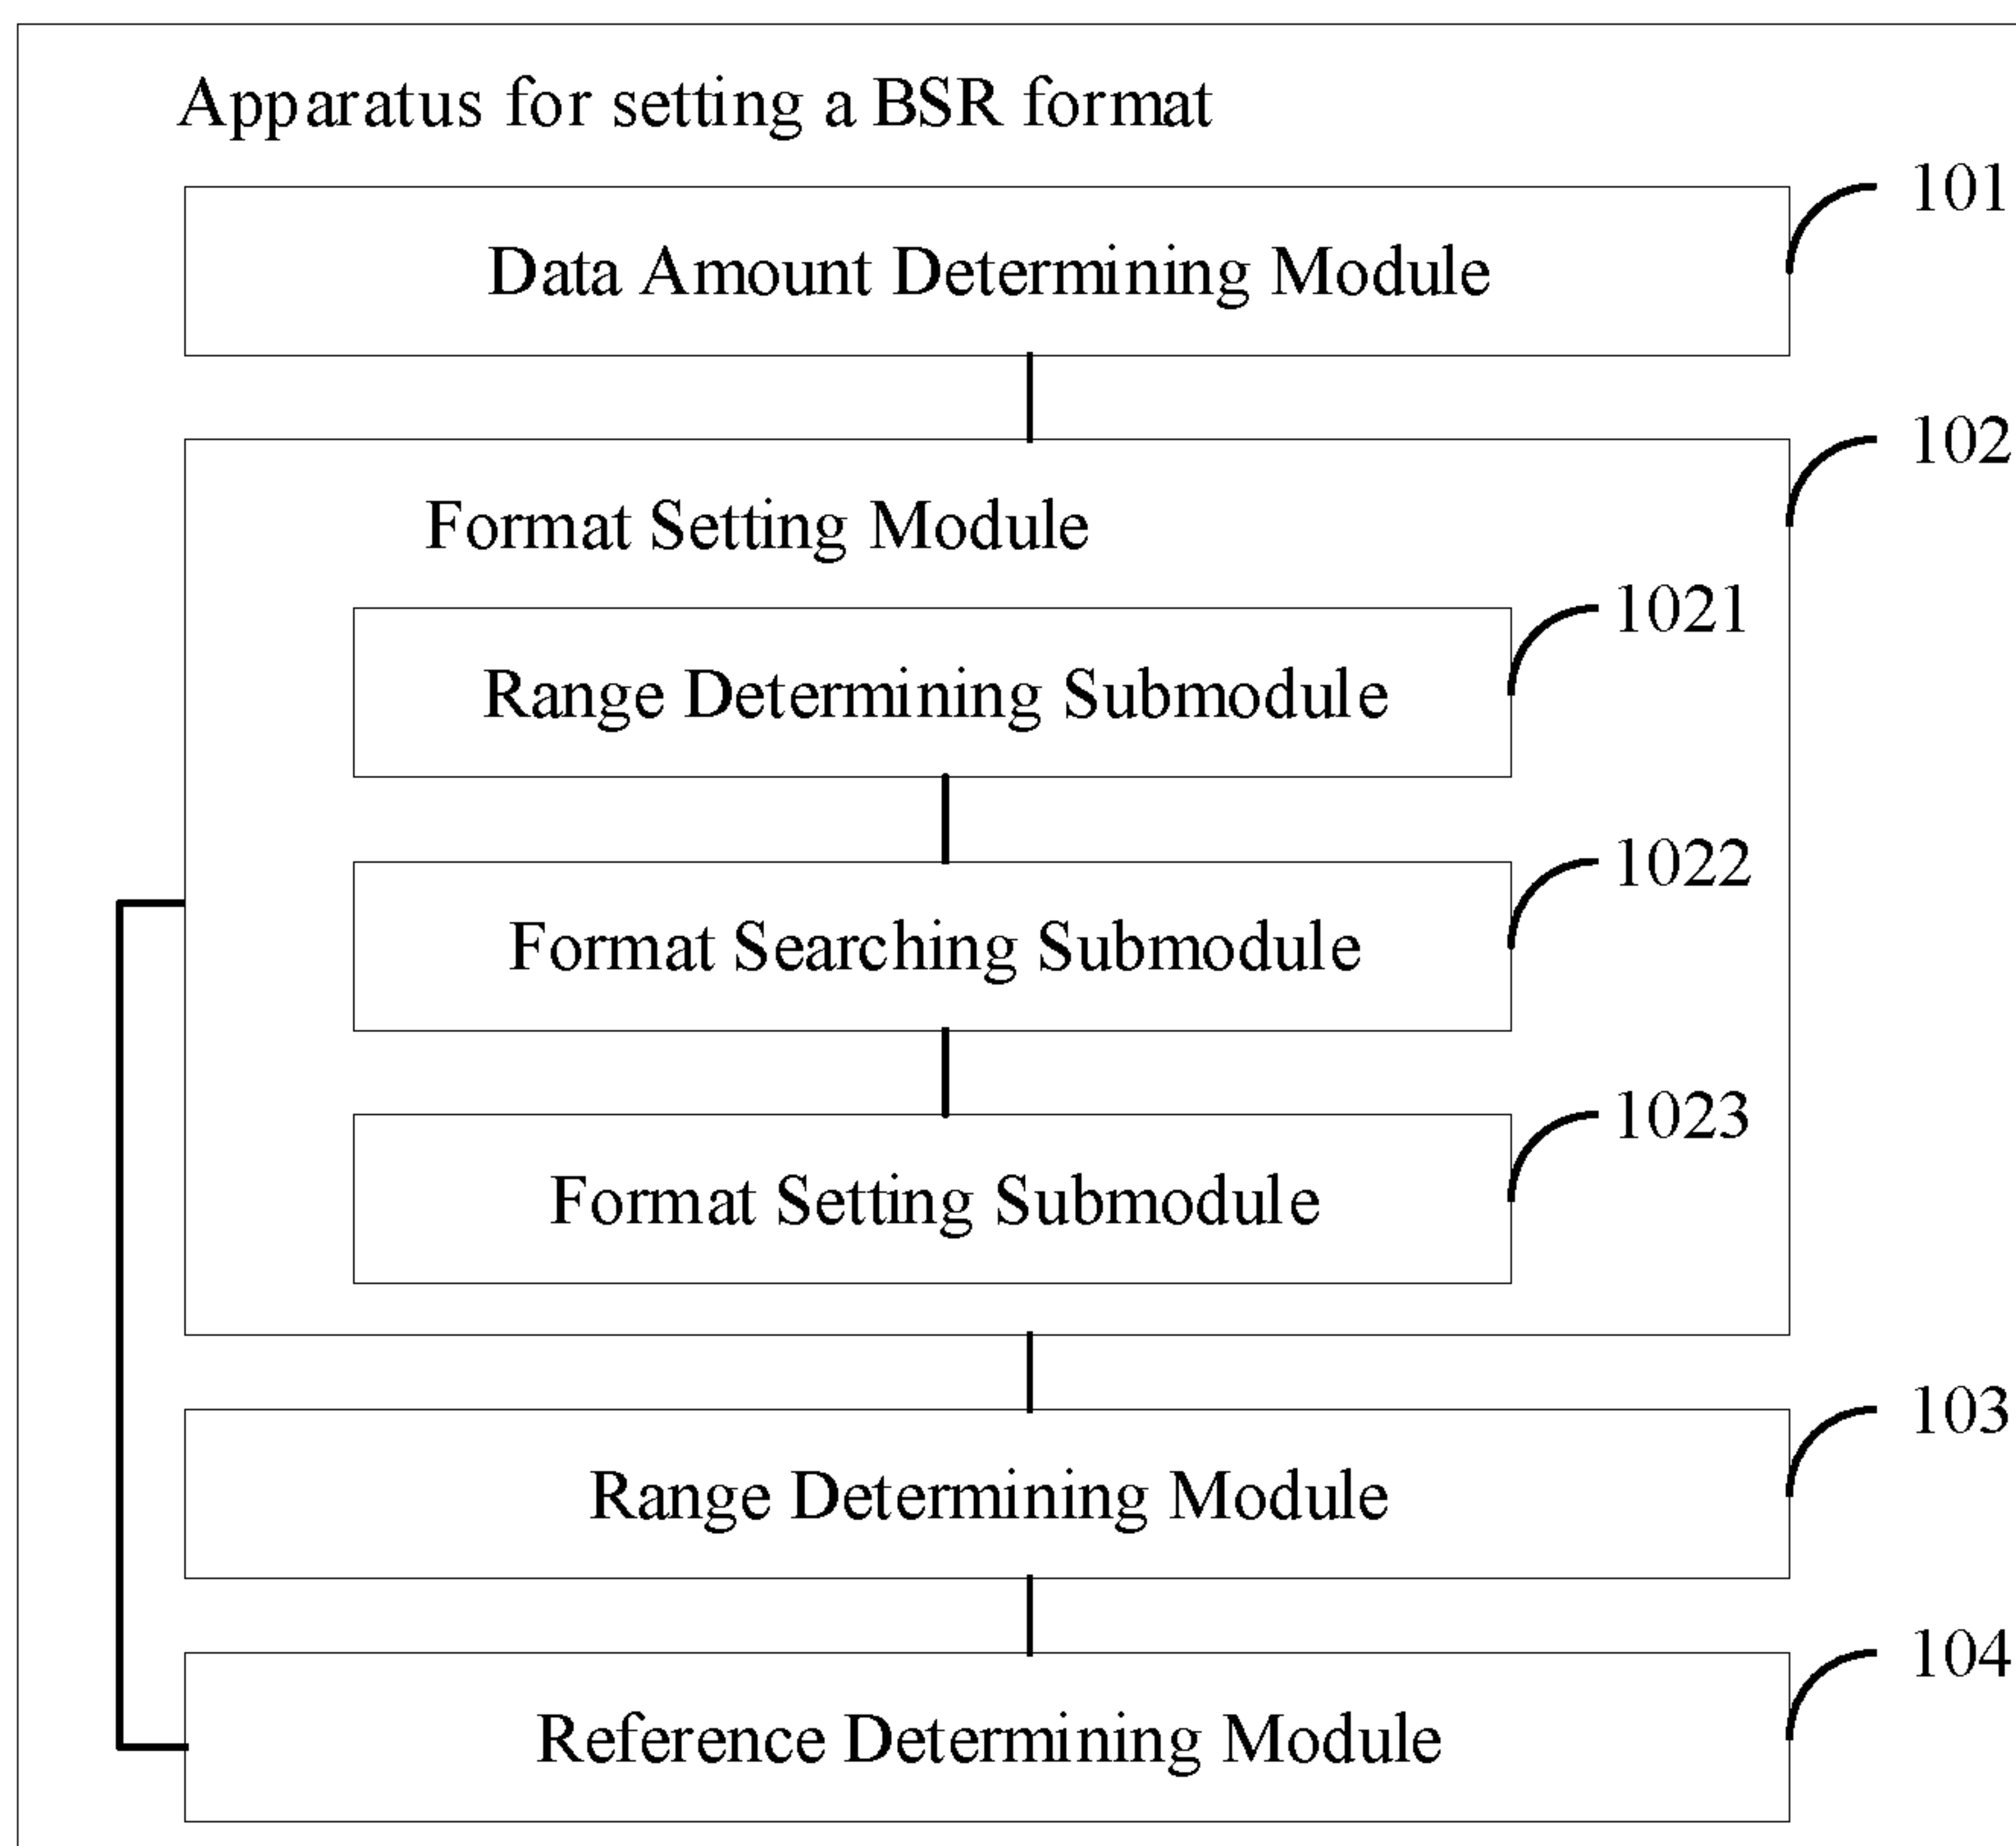 Apparatus for setting a BSR format
101
Data Amount Determining Module
102
Format Setting Module
1021
Range Determining Submodule
1022
Format Searching Submodule
1023
Format Setting Submodule
103
Range Determining Module
104
Reference Determining Module